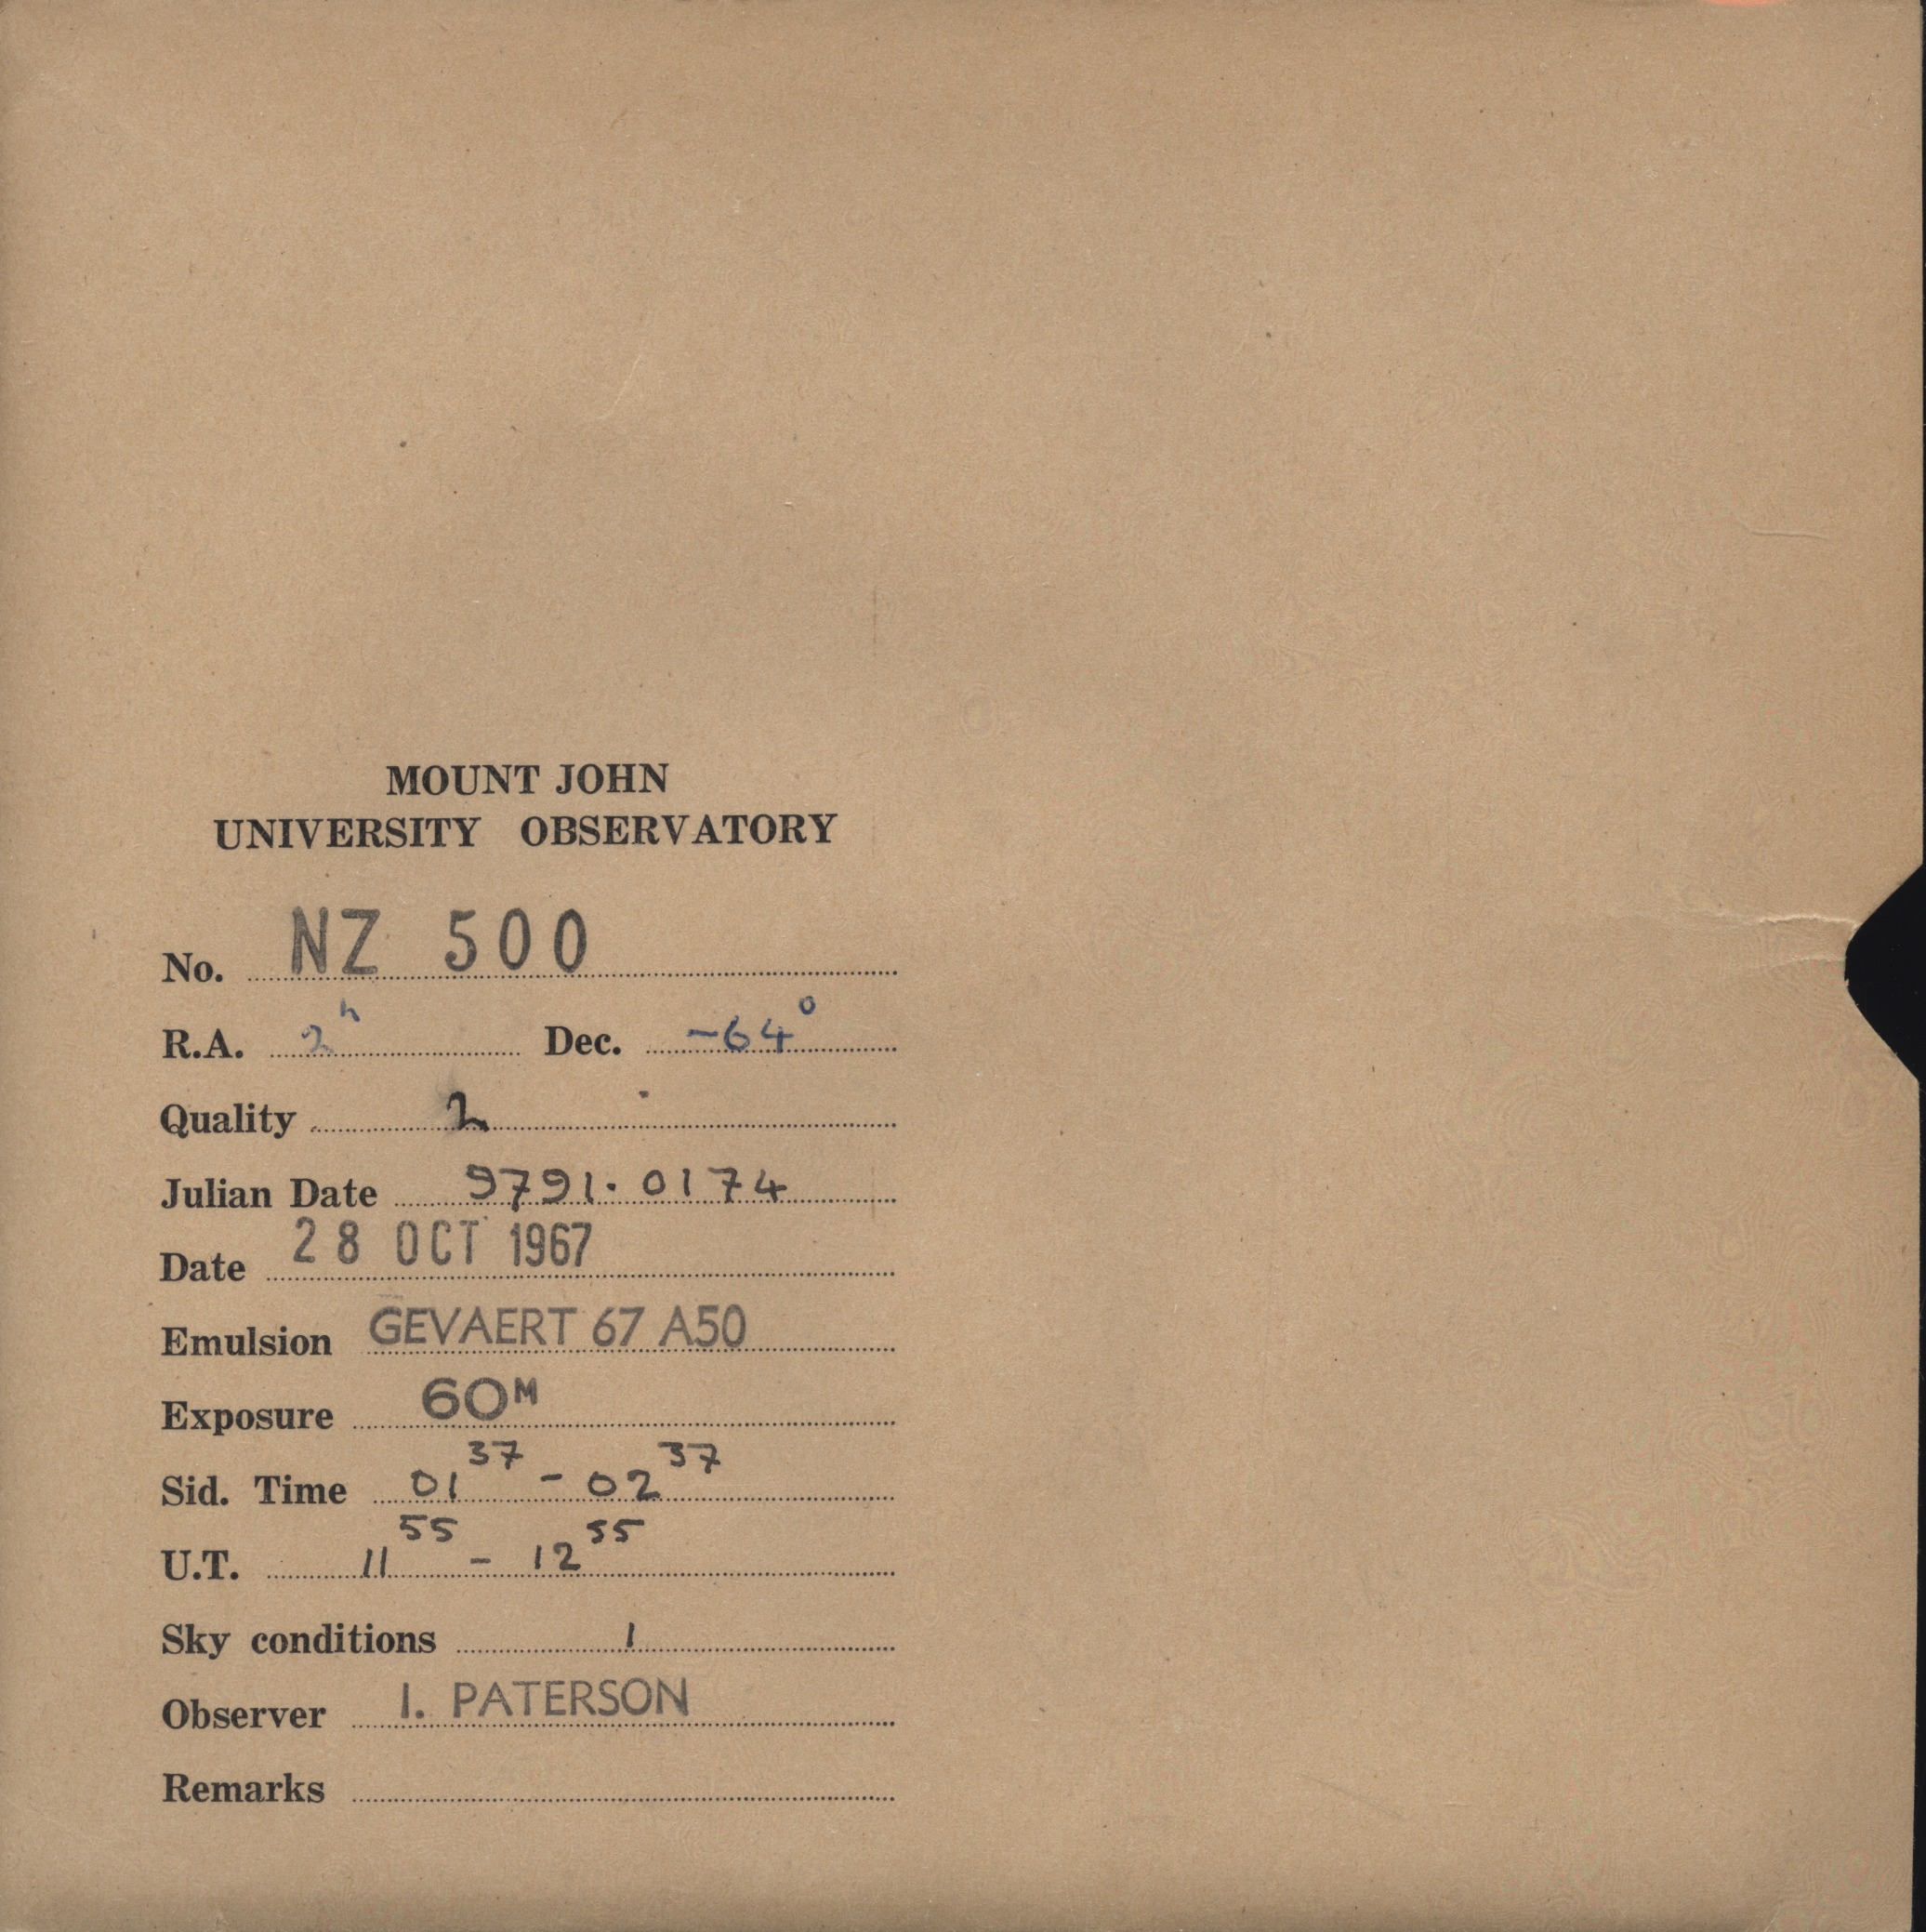 MOUNT JOHN
UNIVERSITY OBSERVATORY
No. NZ 500
R.A. 2h Dec. -64°
Quality 2
Julian Date 9791.0174
Date 28 OCT 1967
Emulsion GEVAERT 67 A50
Exposure 60M
Sid. Time 01 37 - 02 37
U.T. 11 55 - 12 55
Sky conditions 1
Observer I. PATERSON
Remarks